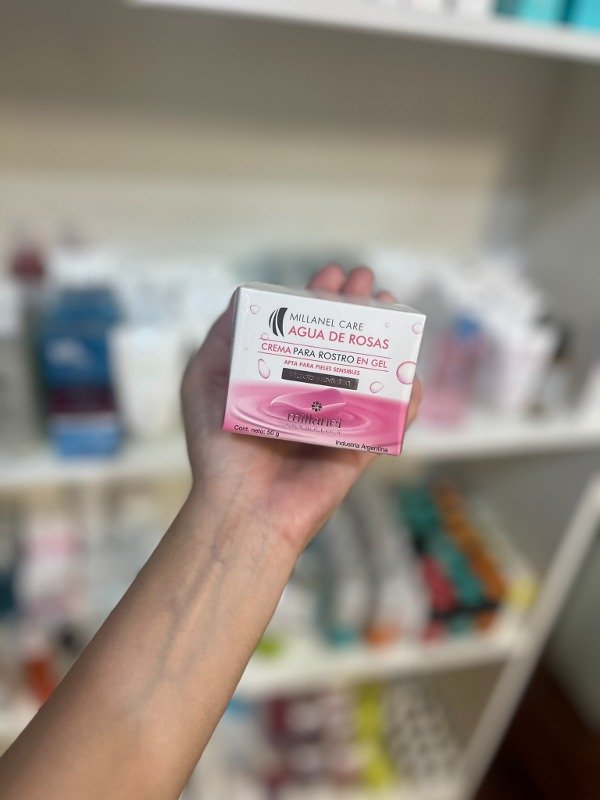 MILLANEL CARE
AGUA DE ROSAS
CREMA PARA ROSTRO EN GEL
APTA PARA PIELES SENSIBLES
millanel
Cont. neto: 50 g
Industria Argentina